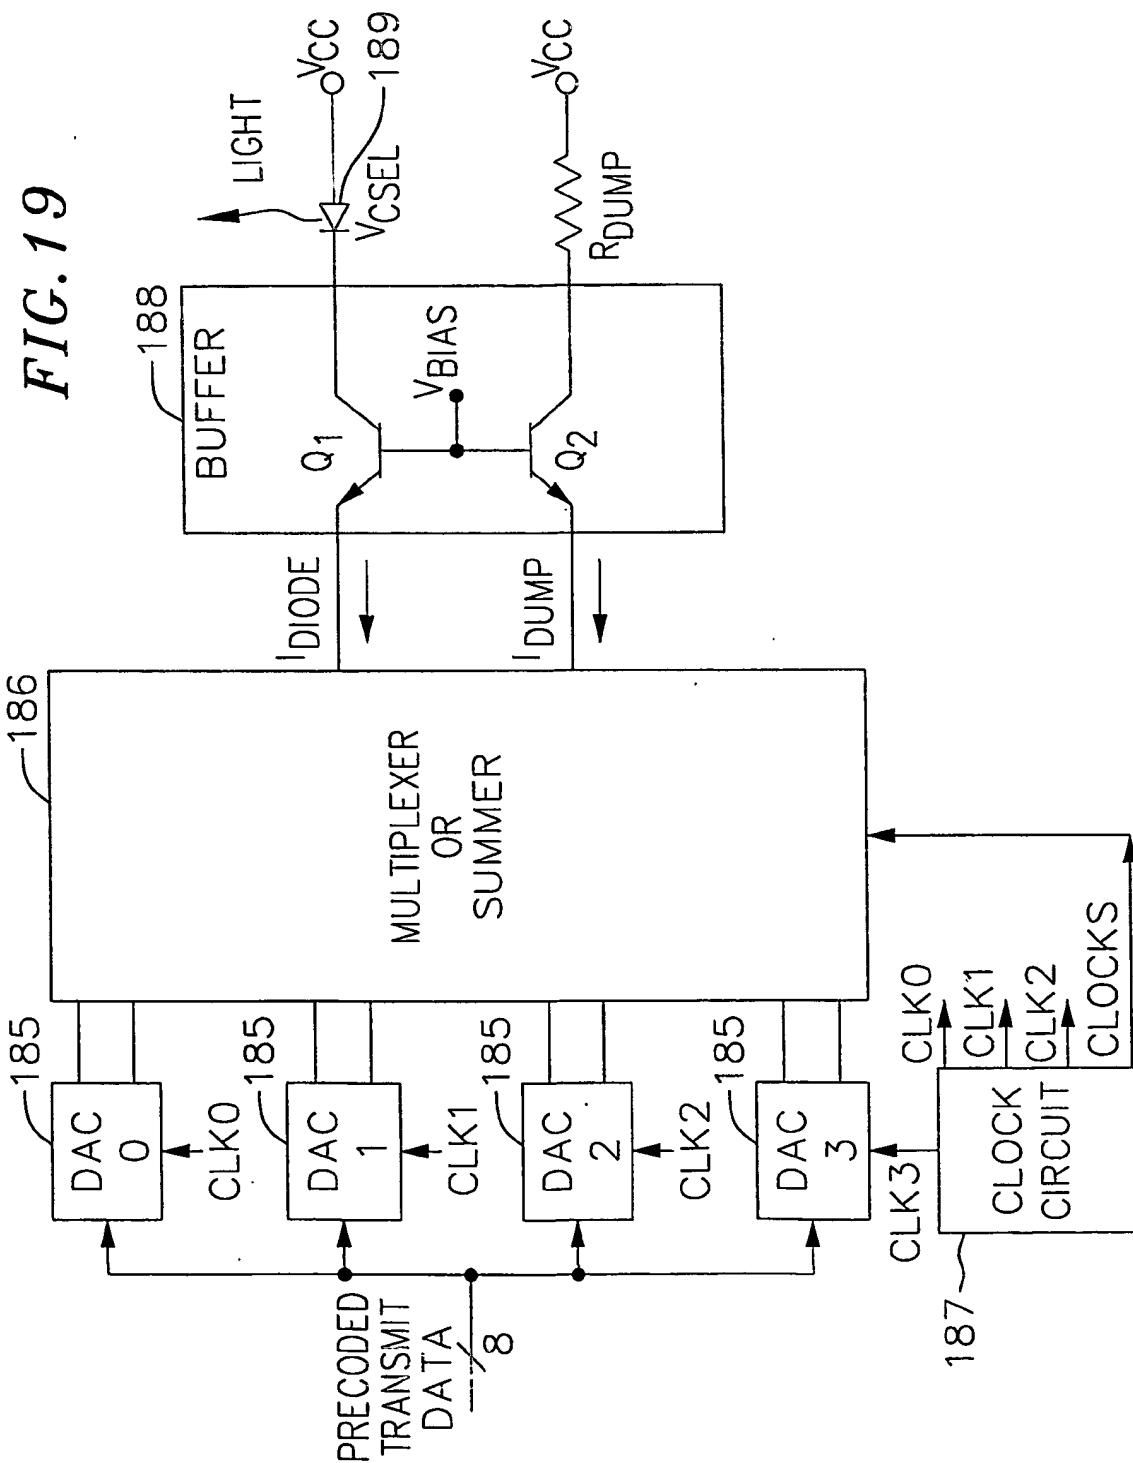 FIG. 19
PRECODED
TRANSMIT
DATA
8
DAC
0
185
CLK0
DAC
1
185
CLK1
DAC
2
185
CLK2
DAC
3
185
CLK3
CLOCK
CIRCUIT
187
CLK0
CLK1
CLK2
CLOCKS
MULTIPLEXER
OR
SUMMER
186
IDIODE
IDUMP
BUFFER
188
Q1
VBIAS
Q2
LIGHT
VCSEL
189
VCC
RDUMP
VCC